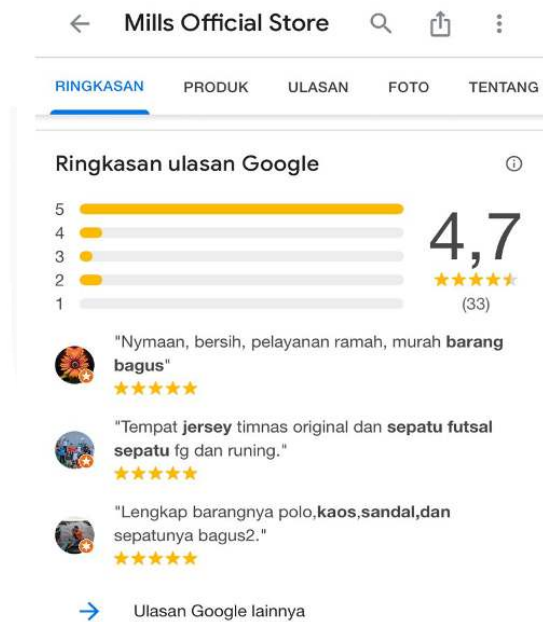 Mills Official Store
RINGKASAN PRODUK ULASAN FOTO TENTANG
Ringkasan ulasan Google
5
4
3
2
1
4,7
(33)
"Nymaan, bersih, pelayanan ramah, murah barang
bagus"
"Tempat jersey timnas original dan sepatu futsal
sepatu fg dan runing."
"Lengkap barangnya polo,kaos,sandal,dan
sepatunya bagus2."
Ulasan Google lainnya